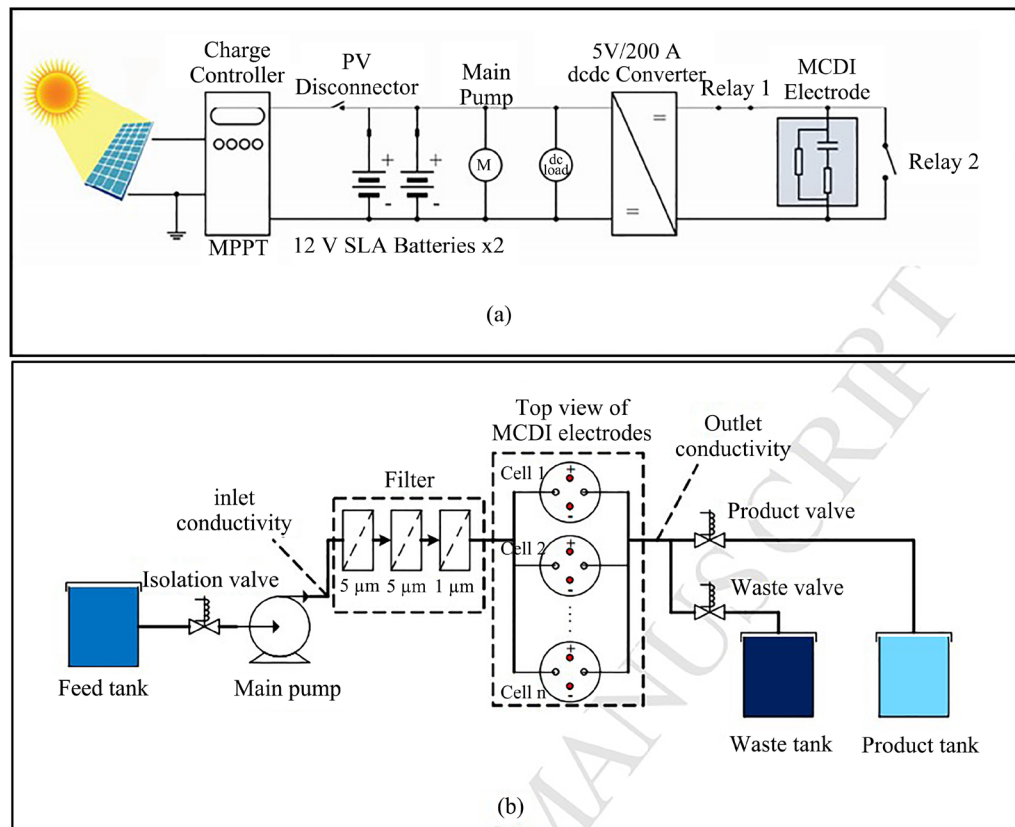 Charge
Controller
PV
Disconnector
Main
Pump
5V/200 A
dcdc Converter
Relay 1
MCDI
Electrode
+
+
M
dc
load
=
Relay 2
-
-
=
MPPT
12 V SLA Batteries x2
(a)
Top view of
MCDI electrodes
Outlet
conductivity
Filter
inlet
conductivity
Cell 1
+
-
Product valve
Isolation valve
5 µm
5 µm
1 µm
Cell 2
+
-
Waste valve
Feed tank
Main pump
Cell n
+
-
Waste tank
Product tank
(b)
MANUSCRIPT